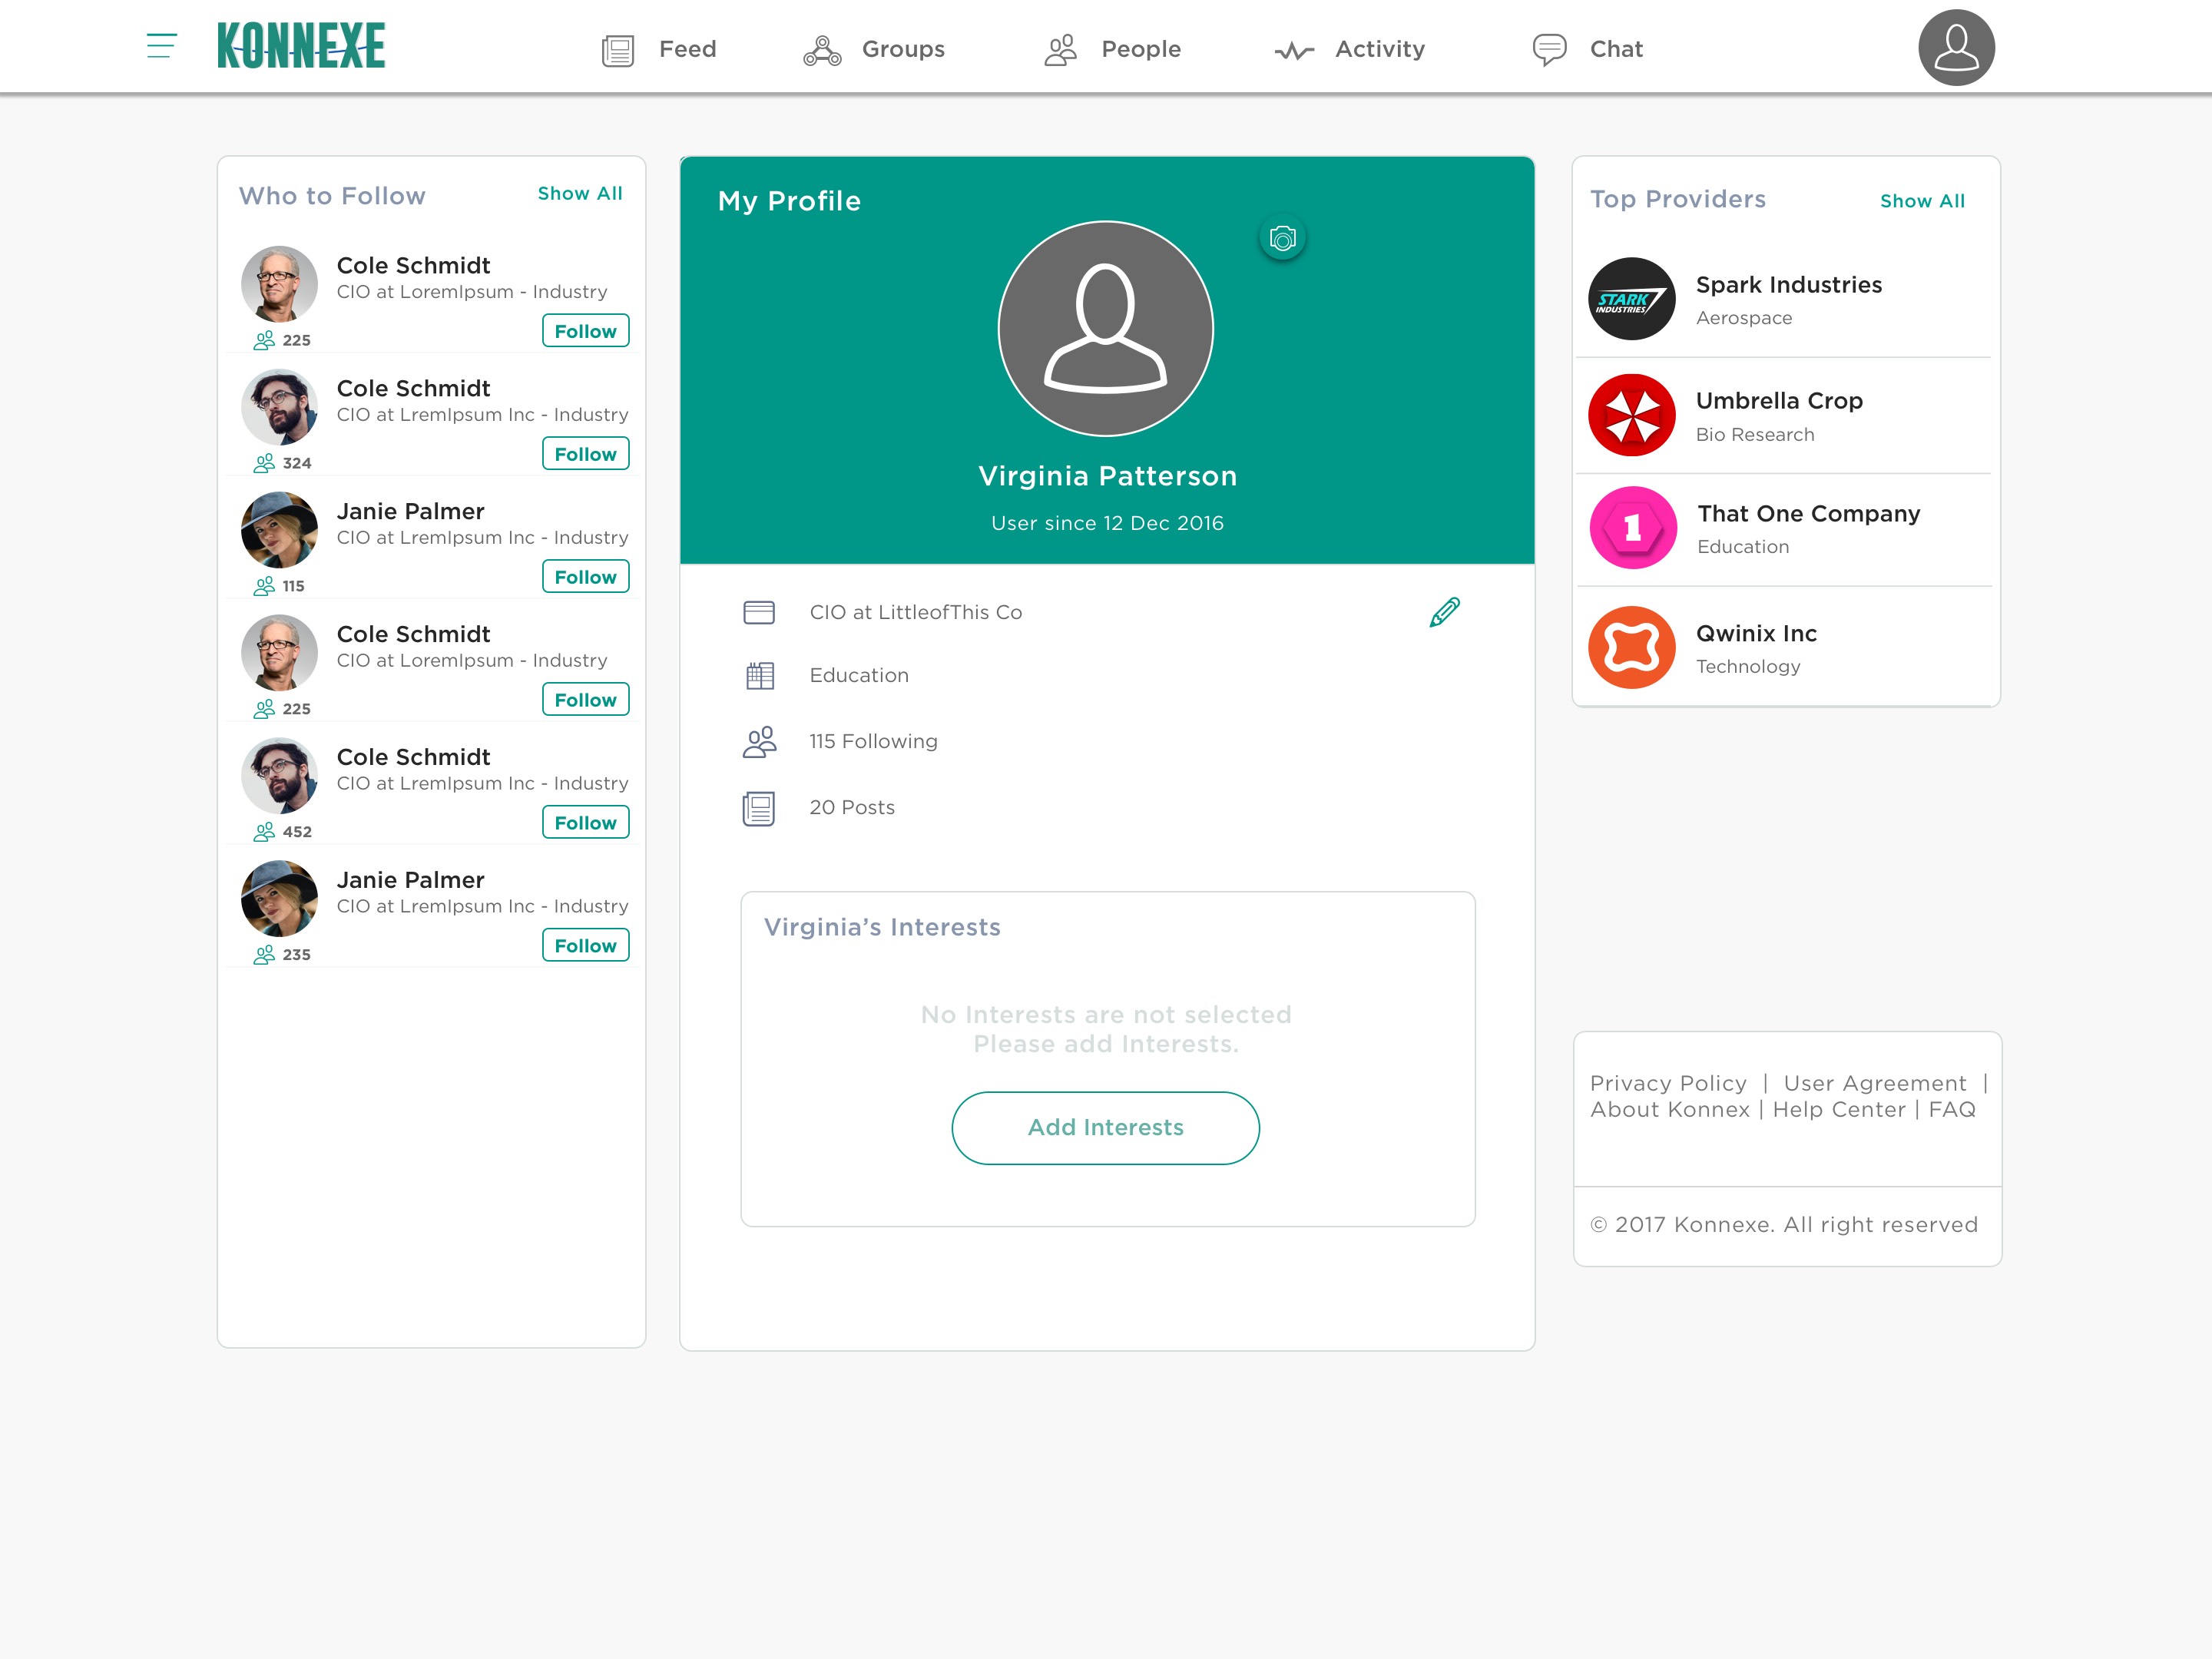 KONNEXE
Feed
Groups
People
Activity
Chat
Who to Follow
Show All
Cole Schmidt
CIO at LoremIpsum - Industry
225
Follow
Cole Schmidt
CIO at LremIpsum Inc - Industry
324
Follow
Janie Palmer
CIO at LremIpsum Inc - Industry
115
Follow
Cole Schmidt
CIO at LoremIpsum - Industry
225
Follow
Cole Schmidt
CIO at LremIpsum Inc - Industry
452
Follow
Janie Palmer
CIO at LremIpsum Inc - Industry
235
Follow
My Profile
Virginia Patterson
User since 12 Dec 2016
CIO at LittleofThis Co
Education
115 Following
20 Posts
Virginia’s Interests
No Interests are not selected
Please add Interests.
Add Interests
Top Providers
Show All
STARK
INDUSTRIES
Spark Industries
Aerospace
Umbrella Crop
Bio Research
1
That One Company
Education
Qwinix Inc
Technology
Privacy Policy | User Agreement |
About Konnex | Help Center | FAQ
© 2017 Konnexe. All right reserved